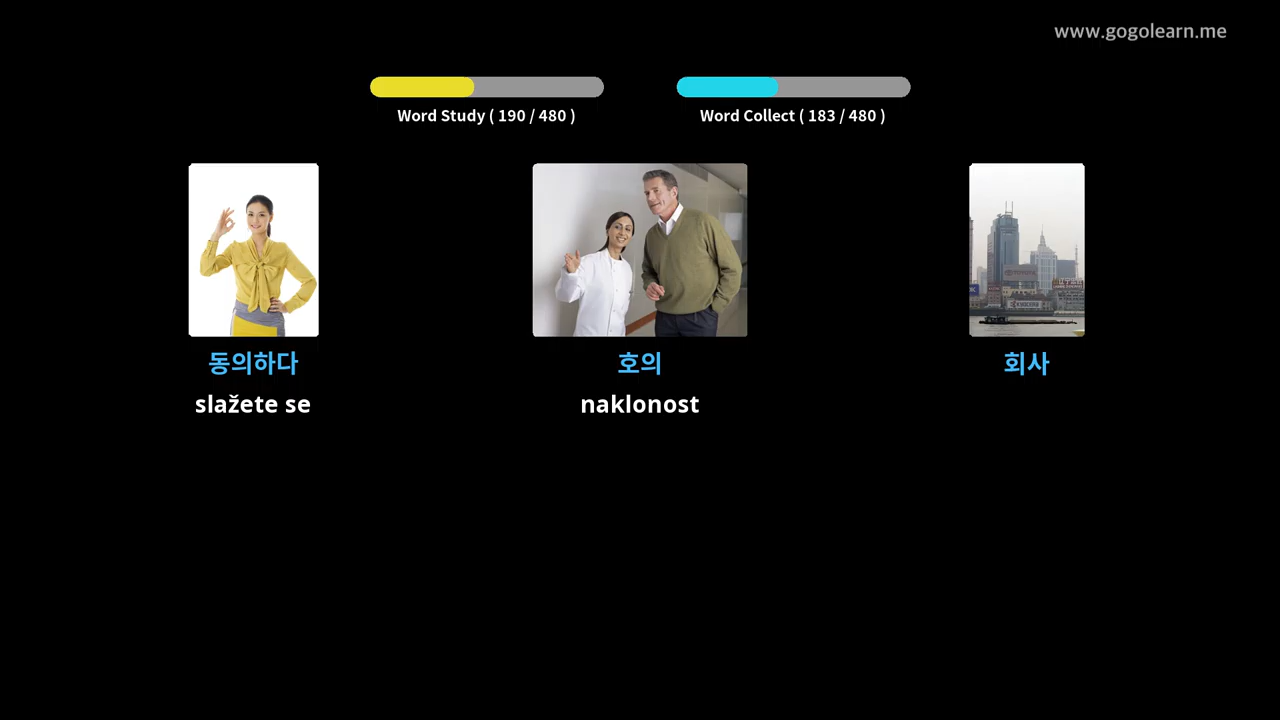 www.gogolearn.me
Word Study ( 190 / 480 )
Word Collect ( 183 / 480 )
동의하다
호의
회사
slažete se
naklonost
TOYOTA